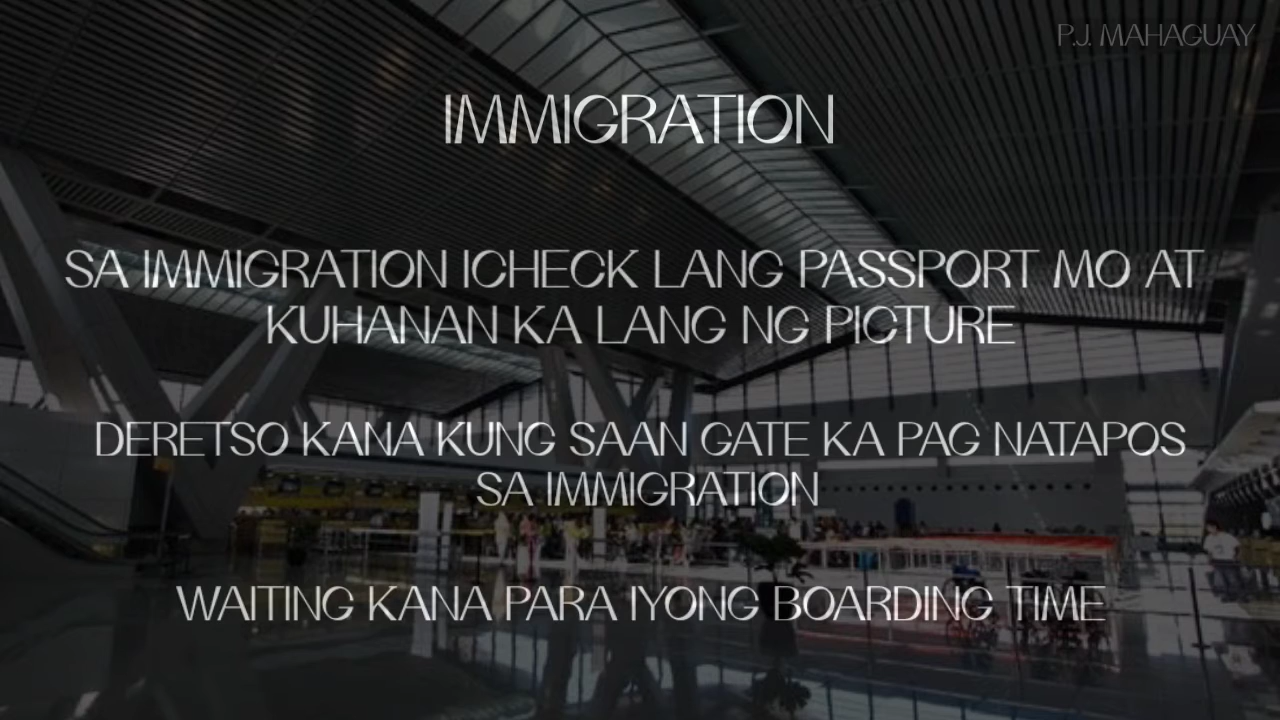 P.J. MAHAGUAY
IMMIGRATION
SA IMMIGRATION ICHECK LANG PASSPORT MO AT
KUHANAN KA LANG NG PICTURE
DERETSO KANA KUNG SAAN GATE KA PAG NATAPOS
SA IMMIGRATION
WAITING KANA PARA IYONG BOARDING TIME